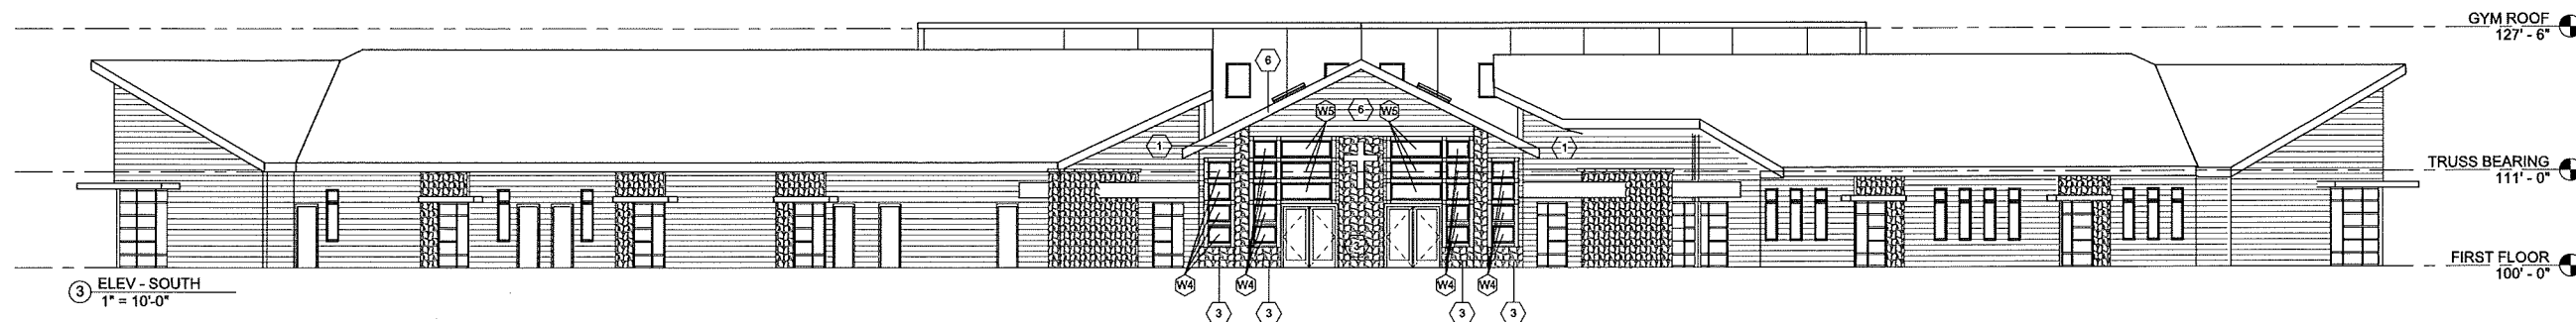 GYM ROOF
127' - 6"
6
W5
6
W5
1
1
TRUSS BEARING
111' - 0"
3
FIRST FLOOR
100' - 0"
3 ELEV - SOUTH
1" = 10'-0"
W4
W4
W4
W4
3
3
3
3